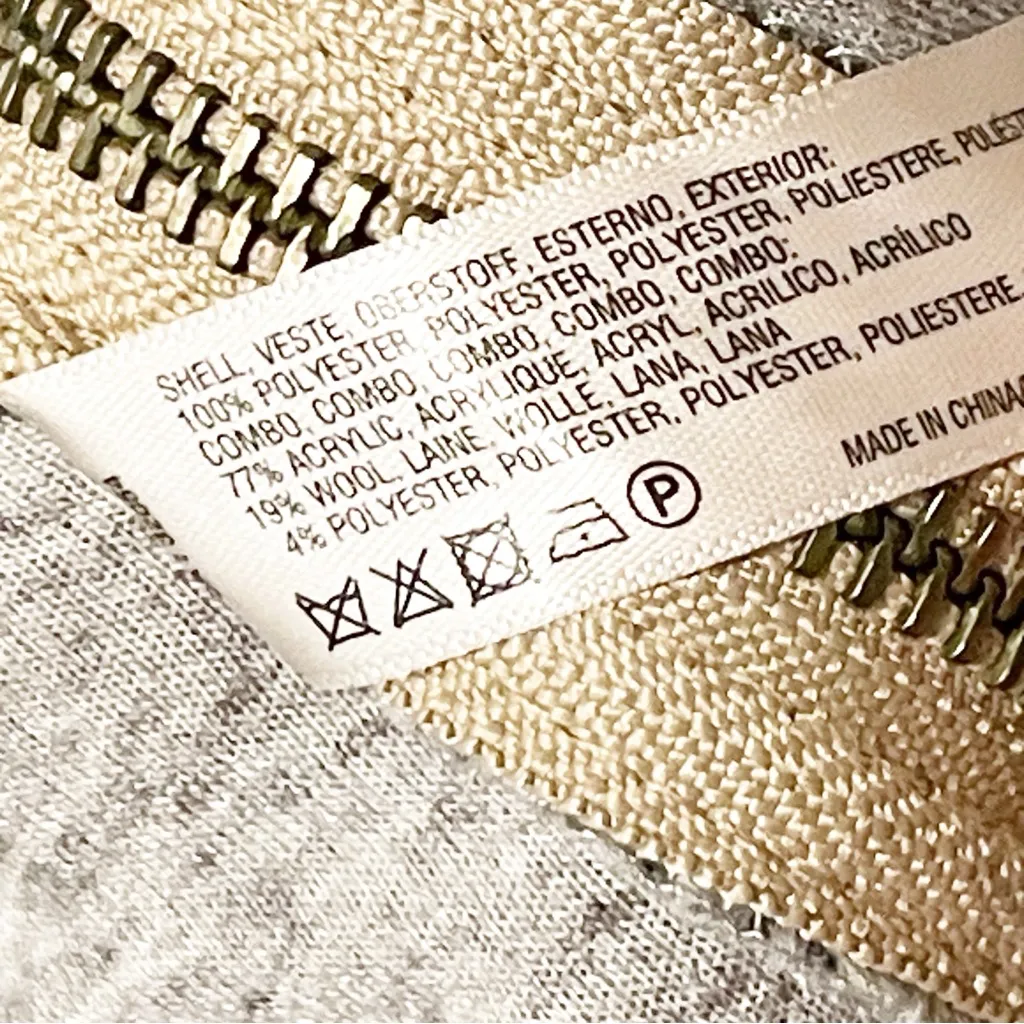 SHELL, VESTE, OBERSTOFF, ESTERNO, EXTERIOR:
100% POLYESTER, POLYESTER, POLYESTER, POLIESTERE, POLIÉST
COMBO, COMBO, COMBO, COMBO, COMBO:
77% ACRYLIC, ACRYLIQUE, ACRYL, ACRILICO, ACRÍLICO
19% WOOL, LAINE, WOLLE, LANA, LANA
4% POLYESTER, POLYESTER, POLYESTER, POLIESTERE,
MADE IN CHINA
P